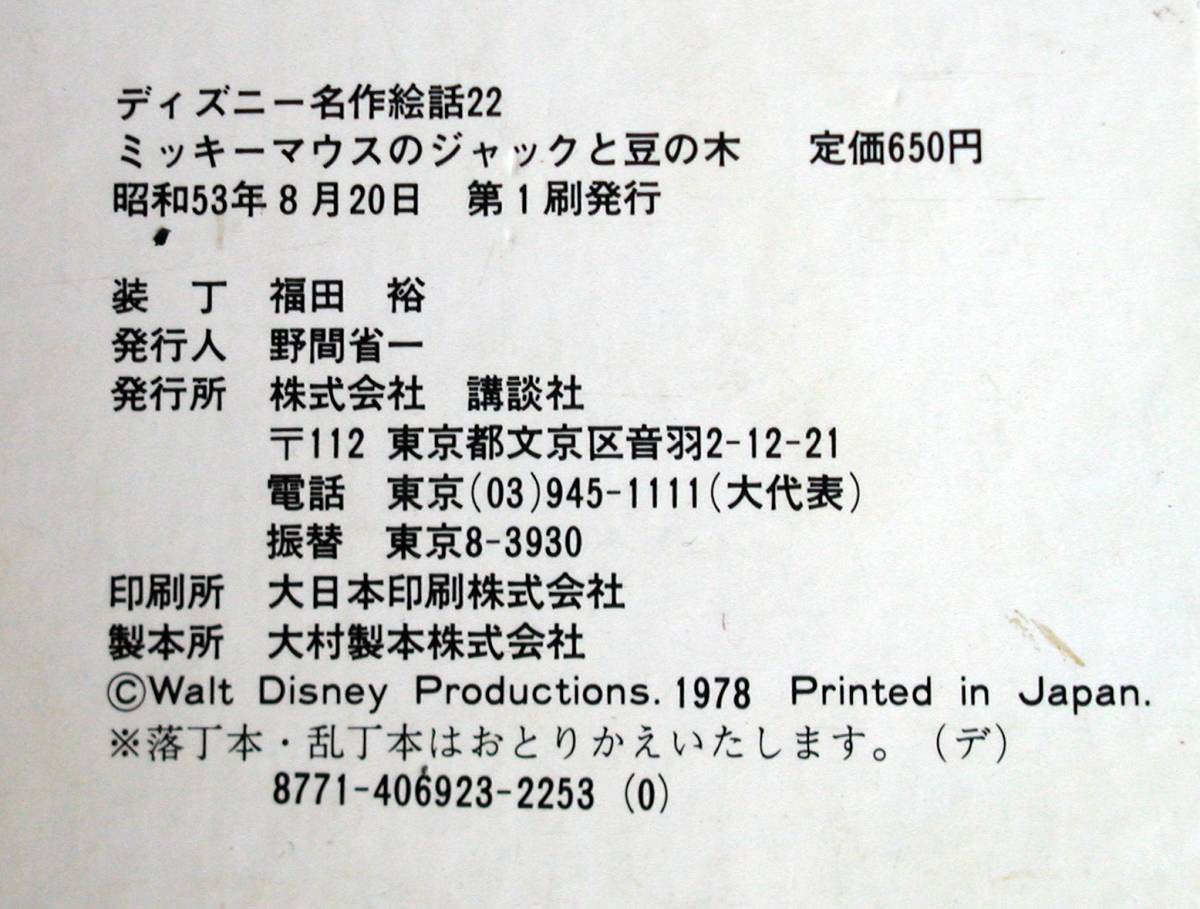 ディズニー名作絵話22
ミッキーマウスのジャックと豆の木　定価650円
昭和53年8月20日　第1刷発行
装　丁　福田　裕
発行人　野間省一
発行所　株式会社　講談社
〒112 東京都文京区音羽2-12-21
電話　東京(03)945-1111(大代表)
振替　東京8-3930
印刷所　大日本印刷株式会社
製本所　大村製本株式会社
©Walt Disney Productions. 1978 Printed in Japan.
※落丁本・乱丁本はおとりかえいたします。（デ）
8771-406923-2253 (0)